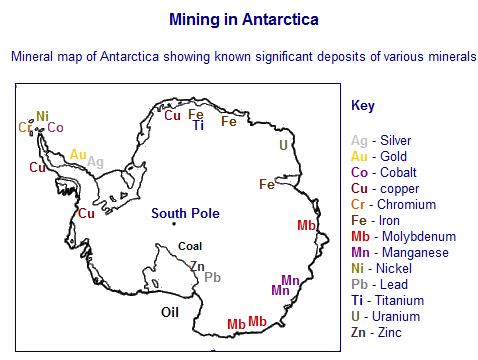 Mining in Antarctica
Mineral map of Antarctica showing known significant deposits of various minerals
Key
Ag - Silver
Au - Gold
Co - Cobalt
Cu - copper
Cr - Chromium
Fe - Iron
Mb - Molybdenum
Mn - Manganese
Ni - Nickel
Pb - Lead
Ti - Titanium
U - Uranium
Zn - Zinc
Cu Fe Fe
Ti
Ni
Cr Co
U
Au Ag
Cu
Fe
Cu
South Pole
Mb
Coal
Zn
Pb
Mn
Mn
Oil
Mb Mb